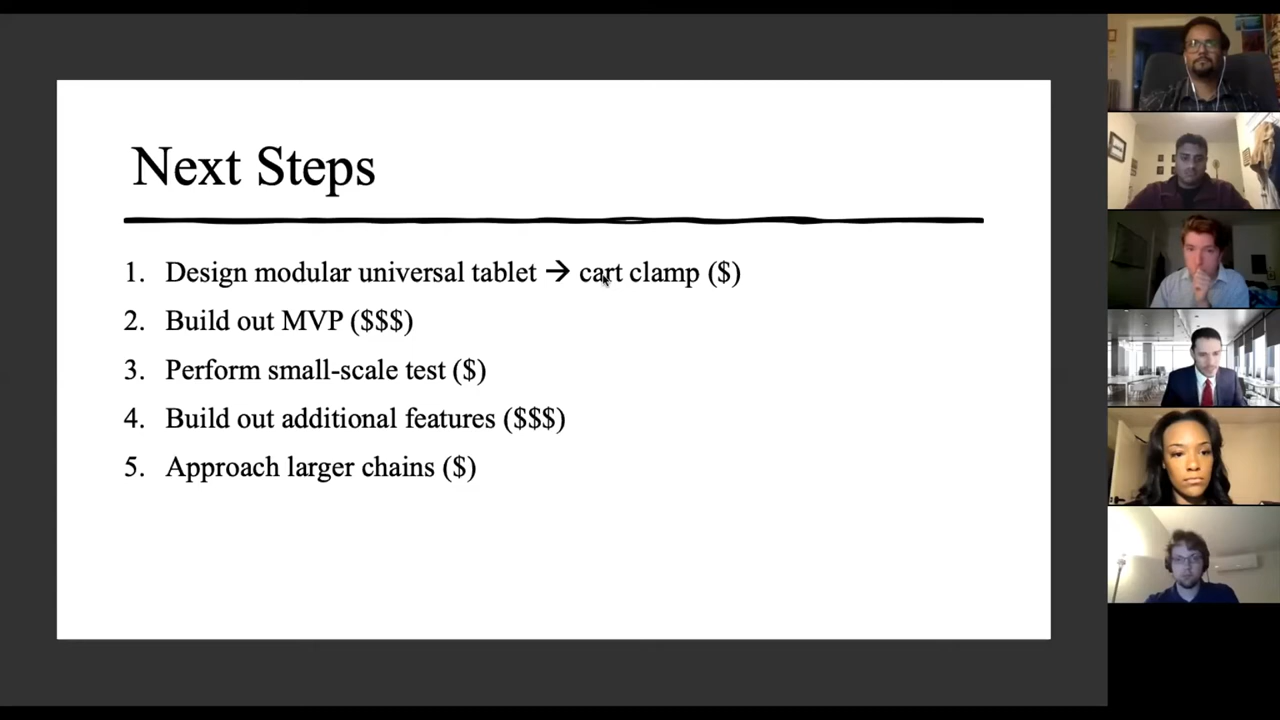 Next Steps
1. Design modular universal tablet → cart clamp ($)
2. Build out MVP ($$$)
3. Perform small-scale test ($)
4. Build out additional features ($$$)
5. Approach larger chains ($)